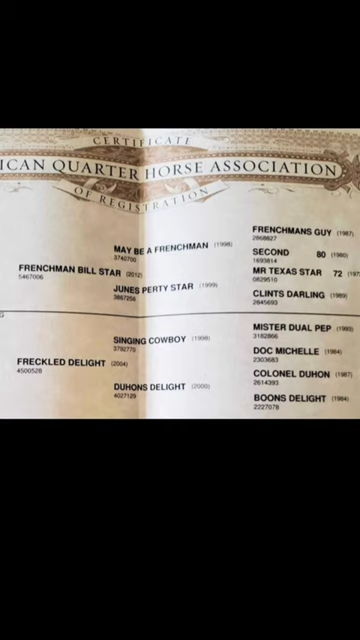 CERTIFICATE
ICAN QUARTER HORSE ASSOCIATION
OF REGISTRATION
FRENCHMANS GUY (1987)
2868627
MAY BE A FRENCHMAN (1998)
3740700
SECOND 80 (1980)
1693814
FRENCHMAN BILL STAR (2012)
5467006
MR TEXAS STAR 72
0829510
JUNES PERTY STAR (1999)
3867256
CLINTS DARLING (1989)
2845693
G
MISTER DUAL PEP (1993)
3182866
SINGING COWBOY (1998)
3792770
DOC MICHELLE (1984)
2303683
FRECKLED DELIGHT (2004)
4500528
COLONEL DUHON (1987)
2614393
DUHONS DELIGHT (2000)
4027129
BOONS DELIGHT (1984)
2227078